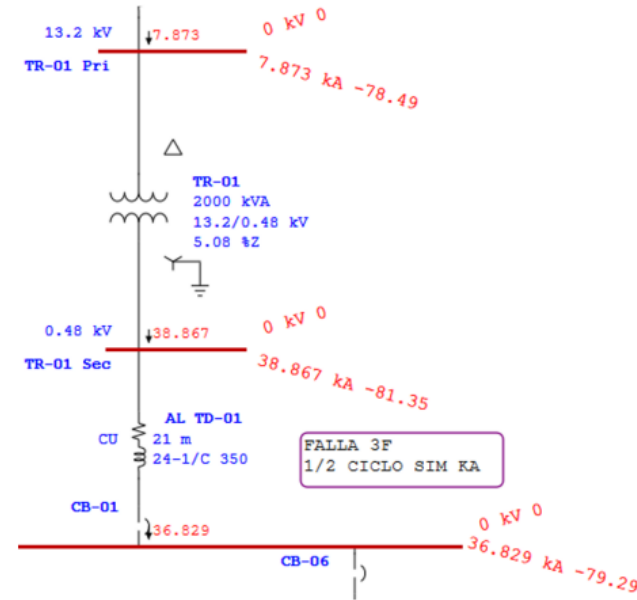 13.2 kV
7.873
0 kV 0
TR-01 Pri
7.873 kA -78.49
TR-01
2000 kVA
13.2/0.48 kV
5.08 %Z
0.48 kV
38.867
0 kV 0
TR-01 Sec
38.867 kA -81.35
AL TD-01
CU
21 m
24-1/C 350
FALLA 3F
1/2 CICLO SIM KA
CB-01
36.829
0 kV 0
36.829 kA -79.29
CB-06